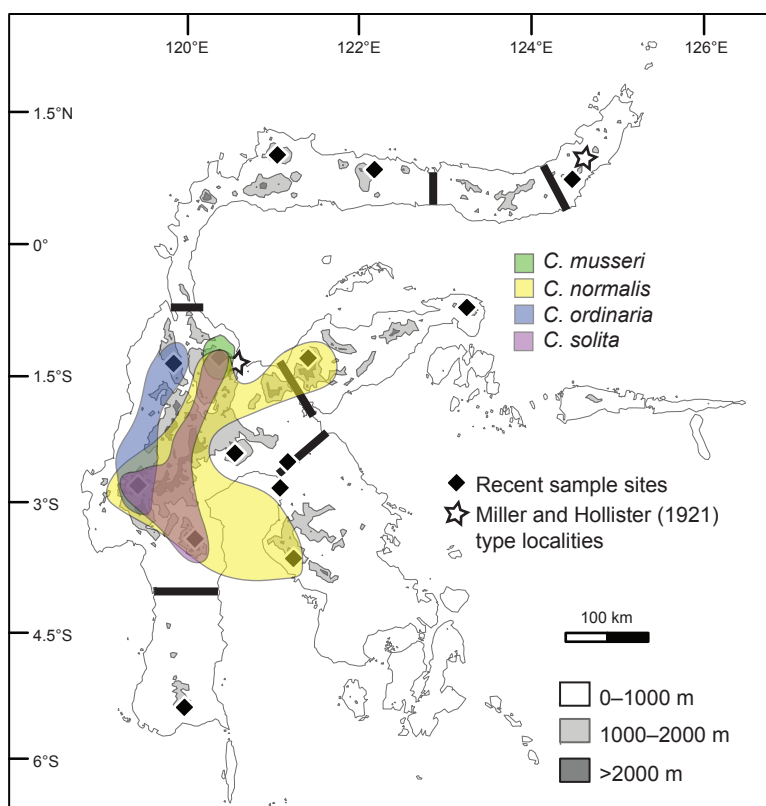 120°E 122°E 124°E 126°E
1.5°N
0°
C. musseri
C. normalis
C. ordinaria
C. solita
1.5°S
3°S
Recent sample sites
Miller and Hollister (1921)
type localities
4.5°S
100 km
0–1000 m
1000–2000 m
6°S
>2000 m